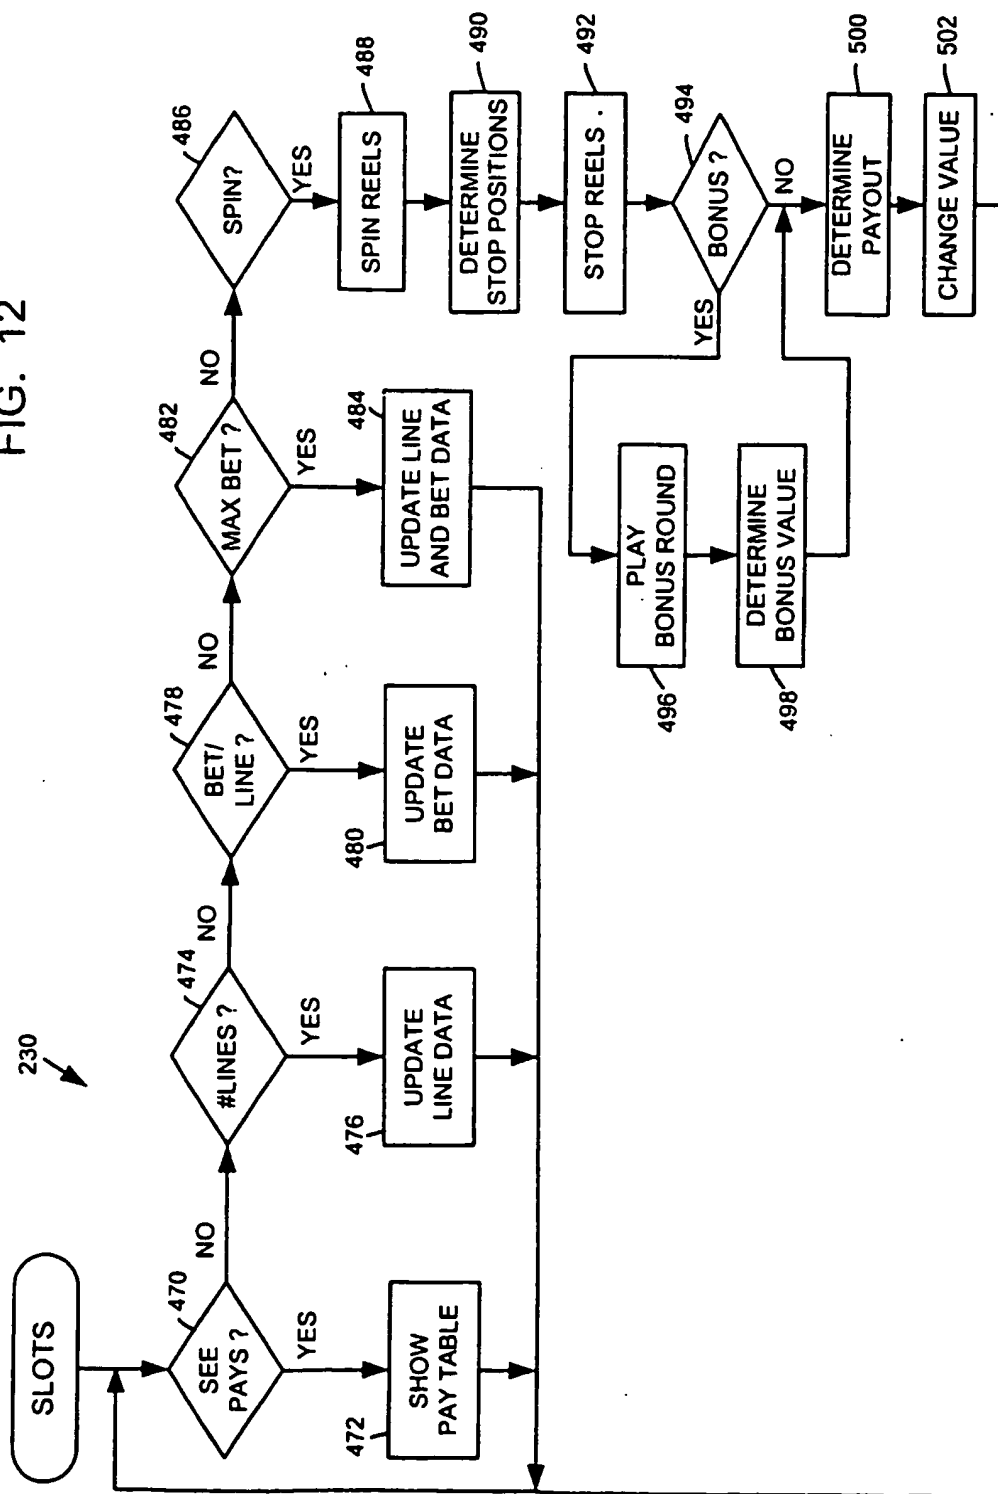 FIG. 12
230
SLOTS
470
SEE
PAYS ?
NO
YES
472
SHOW
PAY TABLE
474
#LINES ?
NO
YES
476
UPDATE
LINE DATA
478
BET/
LINE ?
NO
YES
480
UPDATE
BET DATA
482
MAX BET ?
NO
YES
484
UPDATE LINE
AND BET DATA
486
SPIN?
YES
488
SPIN REELS
490
DETERMINE
STOP POSITIONS
492
STOP REELS .
494
BONUS ?
YES
NO
496
PLAY
BONUS ROUND
498
DETERMINE
BONUS VALUE
500
DETERMINE
PAYOUT
502
CHANGE VALUE